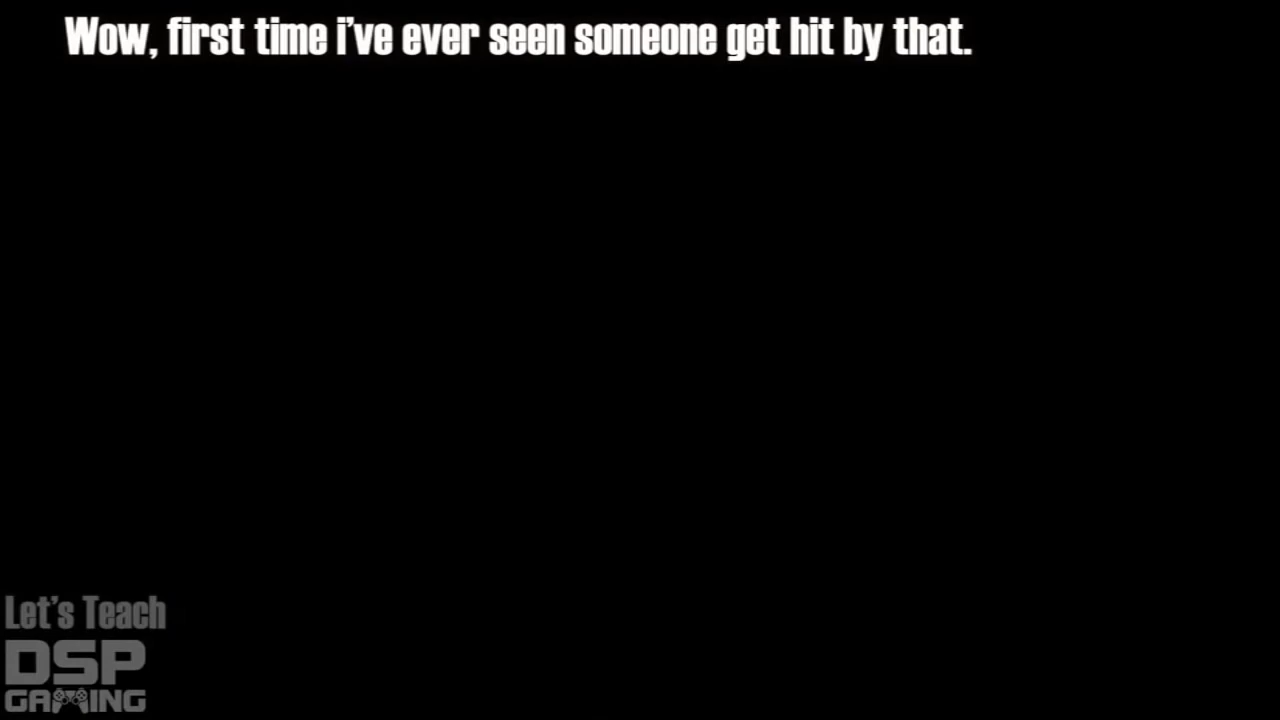 Wow, first time i've ever seen someone get hit by that.
Let's Teach
DSP
GAMING